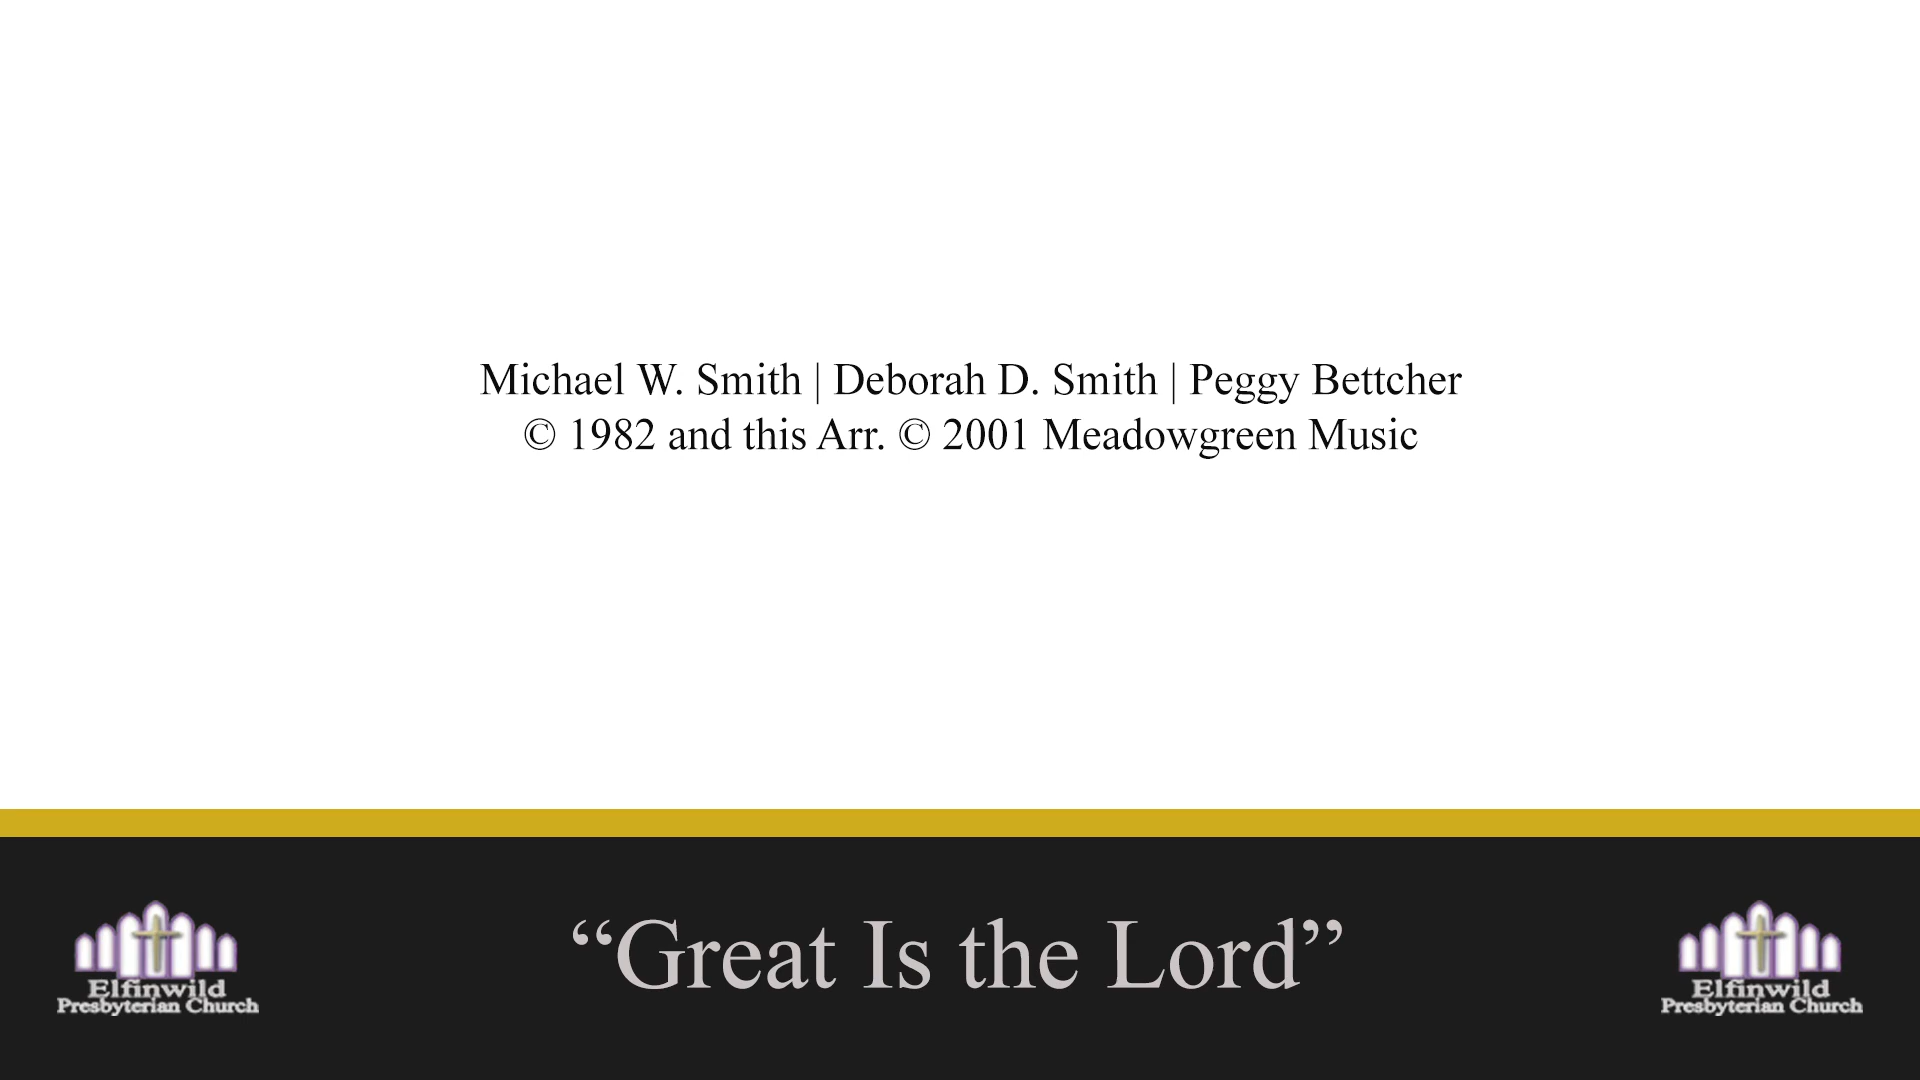 Michael W. Smith | Deborah D. Smith | Peggy Bettcher
© 1982 and this Arr. © 2001 Meadowgreen Music
“Great Is the Lord”
Elfinwild
Presbyterian Church
Elfinwild
Presbyterian Church